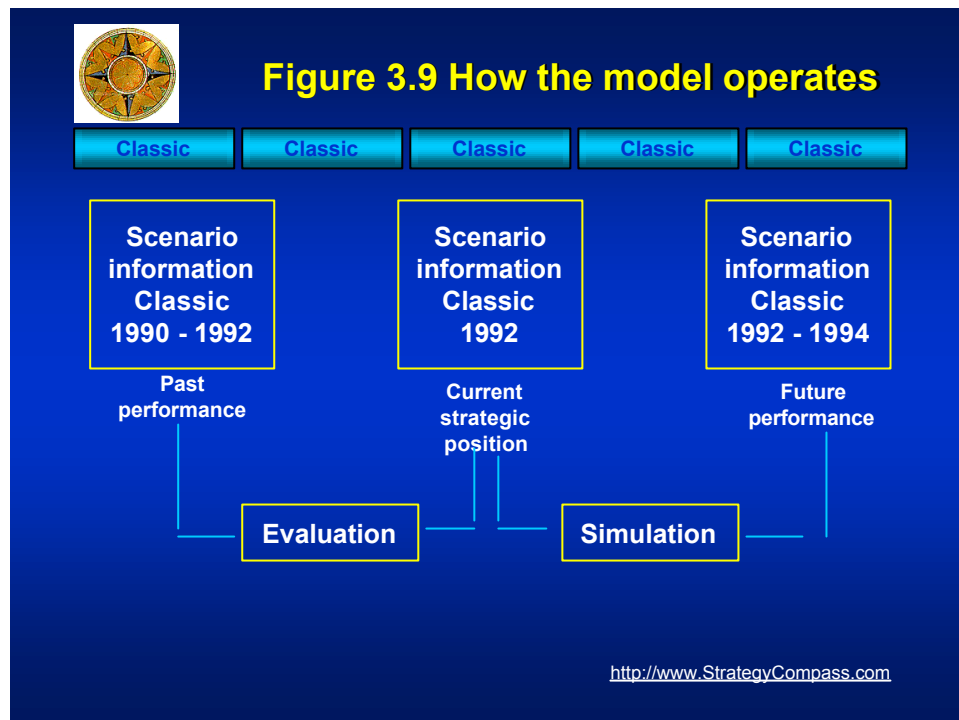 Figure 3.9 How the model operates
Classic
Classic
Classic
Classic
Classic
Scenario
information
Classic
1990 - 1992
Scenario
information
Classic
1992
Scenario
information
Classic
1992 - 1994
Past
performance
Current
strategic
position
Future
performance
Evaluation
Simulation
http://www.StrategyCompass.com